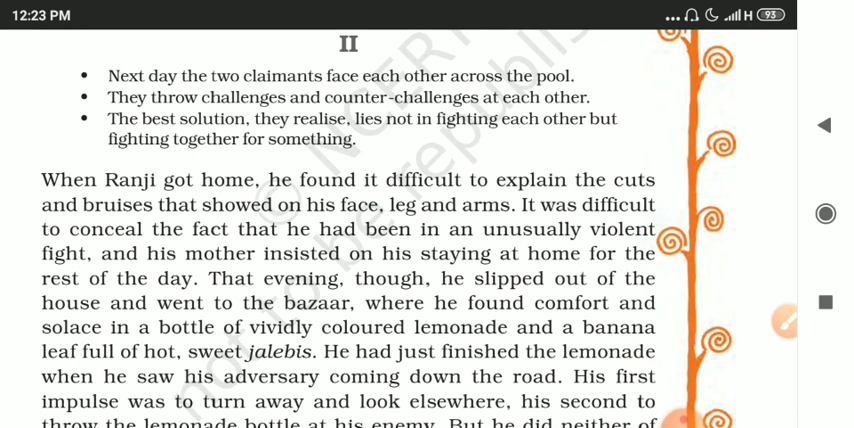 12:23 PM
H 93
II
• Next day the two claimants face each other across the pool.
• They throw challenges and counter-challenges at each other.
• The best solution, they realise, lies not in fighting each other but
fighting together for something.
When Ranji got home, he found it difficult to explain the cuts
and bruises that showed on his face, leg and arms. It was difficult
to conceal the fact that he had been in an unusually violent
fight, and his mother insisted on his staying at home for the
rest of the day. That evening, though, he slipped out of the
house and went to the bazaar, where he found comfort and
solace in a bottle of vividly coloured lemonade and a banana
leaf full of hot, sweet jalebis. He had just finished the lemonade
when he saw his adversary coming down the road. His first
impulse was to turn away and look elsewhere, his second to
throw the lemonade bottle at his enemy. But he did neither of
© NCERT
not to be republis